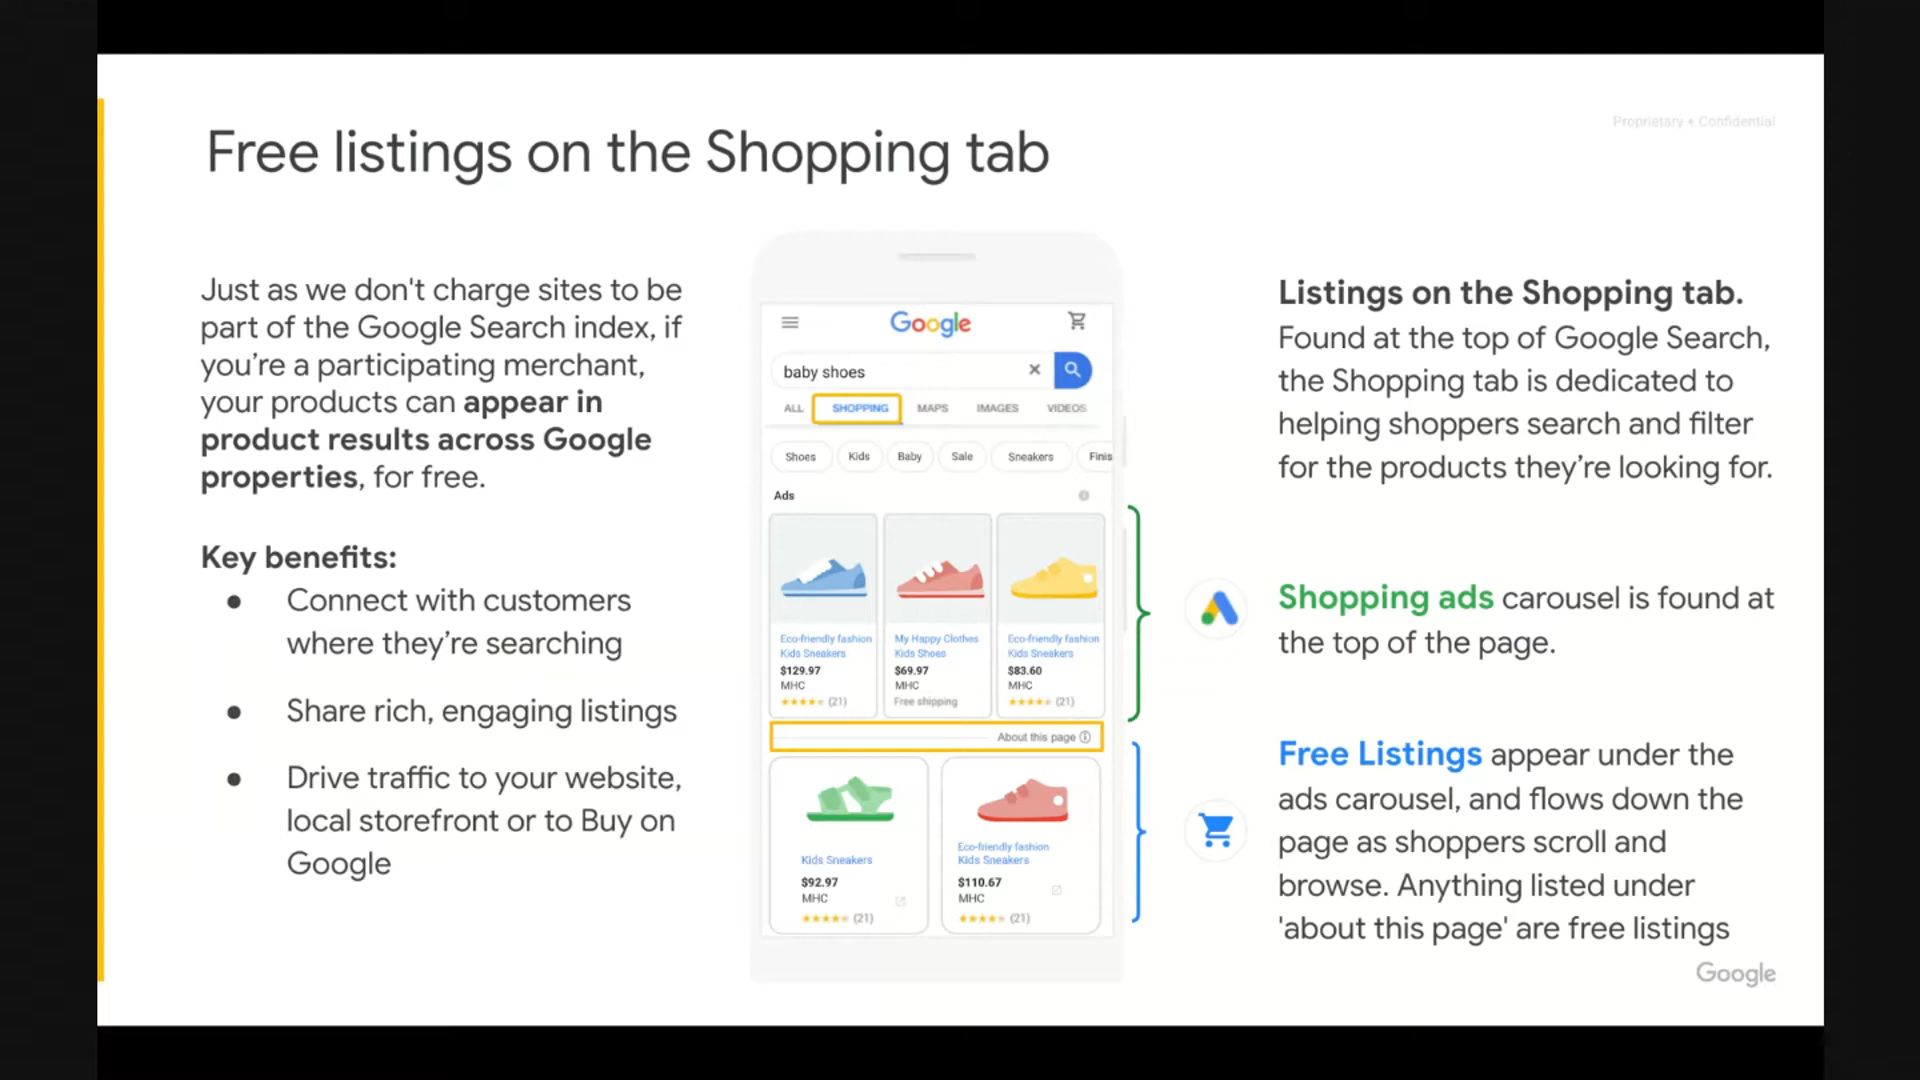 Proprietary + Confidential
Free listings on the Shopping tab
Just as we don't charge sites to be
part of the Google Search index, if
you're a participating merchant,
your products can appear in
product results across Google
properties, for free.
Key benefits:
● Connect with customers
where they're searching
● Share rich, engaging listings
● Drive traffic to your website,
local storefront or to Buy on
Google
Google
baby shoes
ALL SHOPPING MAPS IMAGES VIDEOS
Shoes Kids Baby Sale Sneakers Finis
Ads
Eco-friendly fashion
Kids Sneakers
$129.97
MHC
(21)
My Happy Clothes
Kids Shoes
$69.97
MHC
Free shipping
Eco-friendly fashion
Kids Sneakers
$83.60
MHC
(21)
About this page
Kids Sneakers
$92.97
MHC
(21)
Eco-friendly fashion
Kids Sneakers
$110.67
MHC
(21)
Listings on the Shopping tab.
Found at the top of Google Search,
the Shopping tab is dedicated to
helping shoppers search and filter
for the products they're looking for.
Shopping ads carousel is found at
the top of the page.
Free Listings appear under the
ads carousel, and flows down the
page as shoppers scroll and
browse. Anything listed under
'about this page' are free listings
Google